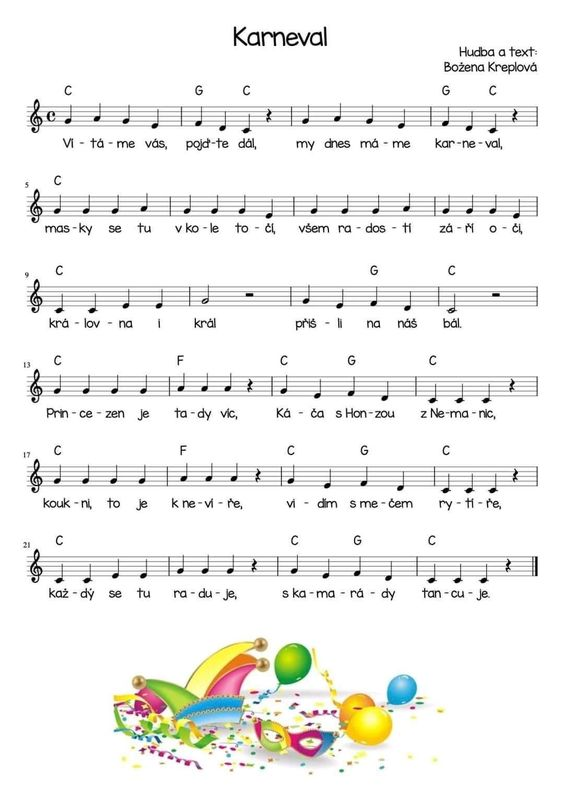 Karneval
Hudba a text:
Božena Kreplová
C G C G C
Ví-tá-me vás, pojď-te dál, my dnes má-me kar-ne-val,
5
C
mas-ky se tu v ko-le to-čí, všem ra-dos-tí zá-ří o-či,
9
C G C
krá-lov-na i král přiš-li na náš bál.
13
C F C G C
Prin-ce-zen je ta-dy víc, Ká-ča s Hon-zou z Ne-ma-nic,
17
C F C G C
kouk-ni, to je k ne-ví-ře, vi-dím s me-čem ry-tí-ře,
21
C C G C
kaž-dý se tu ra-du-je, s ka-ma-rá-dy tan-cu-je.